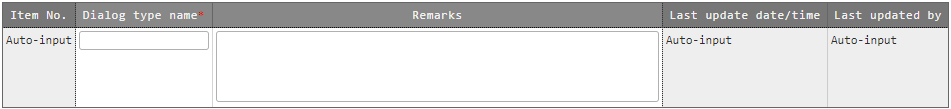 Item No. Dialog type name* Remarks Last update date/time Last updated by
Auto-input Auto-input Auto-input